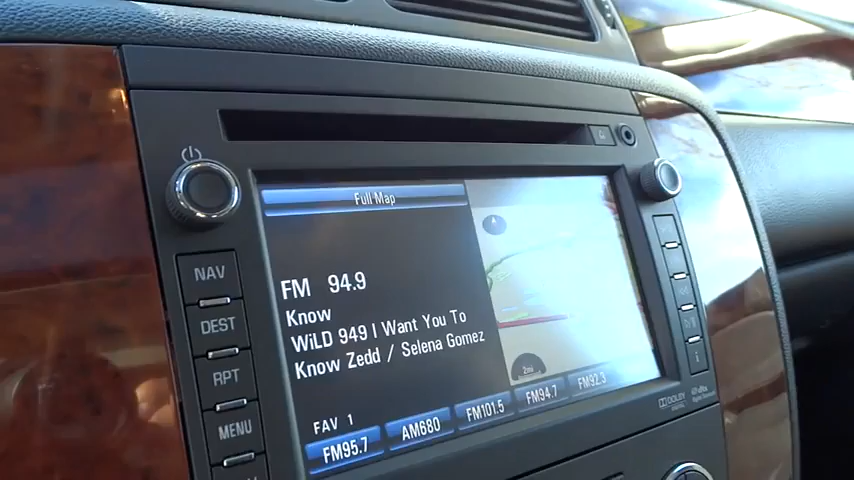 Full Map
NAV
DEST
RPT
MENU
FM 94.9
Know
WiLD 949 I Want You To
Know Zedd / Selena Gomez
2mi
FAV 1
FM95.7
AM680
FM101.5
FM94.7
FM92.3
i
DOLBY
DIGITAL